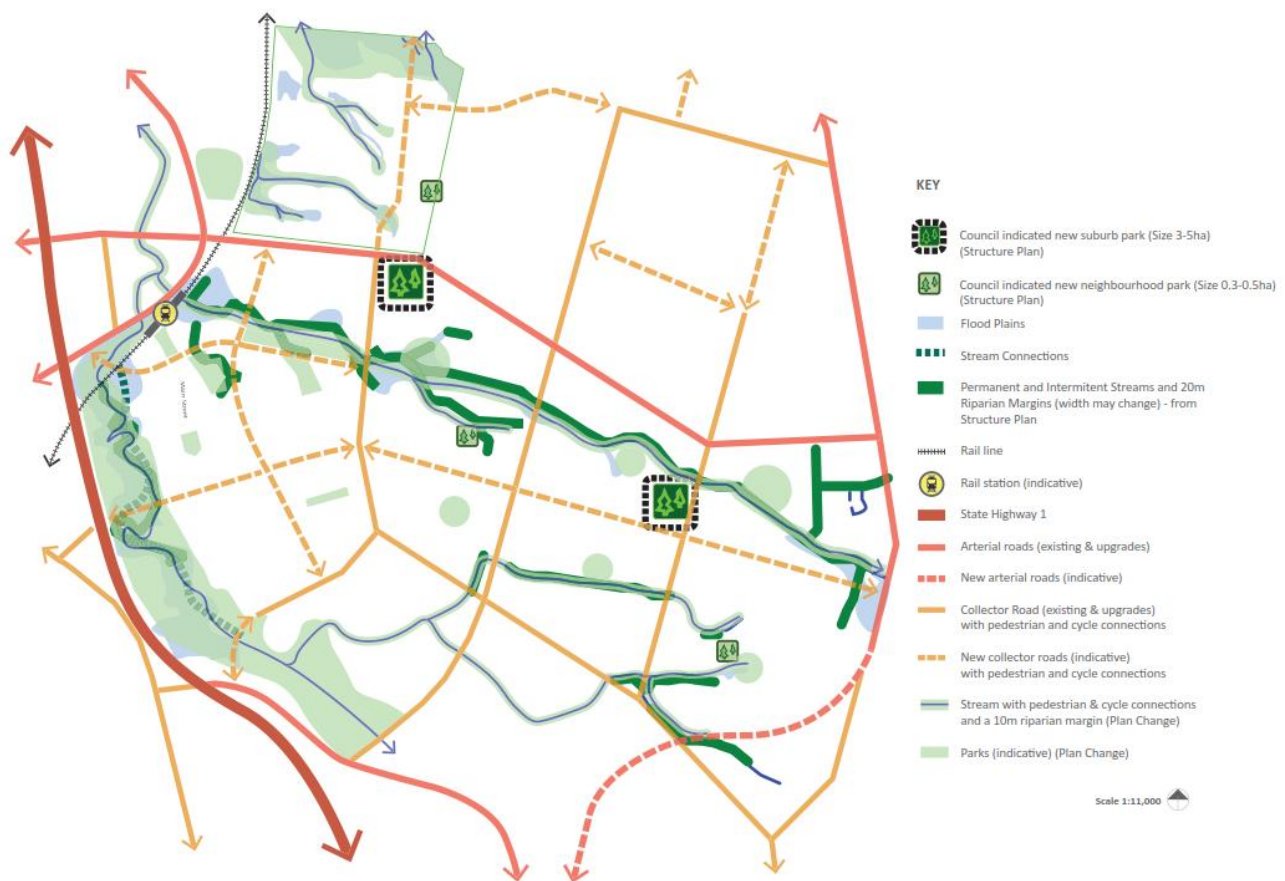 KEY
Council indicated new suburb park (Size 3-5ha)
(Structure Plan)
Council indicated new neighbourhood park (Size 0.3-0.5ha)
(Structure Plan)
Flood Plains
Stream Connections
Permanent and Intermitent Streams and 20m
Riparian Margins (width may change) - from
Structure Plan
Rail line
Rail station (indicative)
State Highway 1
Arterial roads (existing & upgrades)
New arterial roads (indicative)
Collector Road (existing & upgrades)
with pedestrian and cycle connections
New collector roads (indicative)
with pedestrian and cycle connections
Stream with pedestrian & cycle connections
and a 10m riparian margin (Plan Change)
Parks (indicative) (Plan Change)
Scale 1:11,000
Main Street